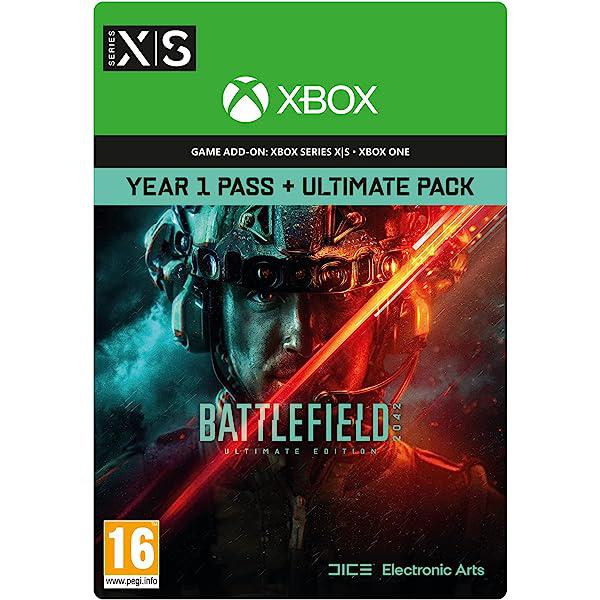 SERIES
X|S
XBOX
GAME ADD-ON: XBOX SERIES X|S • XBOX ONE
YEAR 1 PASS + ULTIMATE PACK
BATTLEFIELD 2042
ULTIMATE EDITION
16
www.pegi.info
DICE Electronic Arts